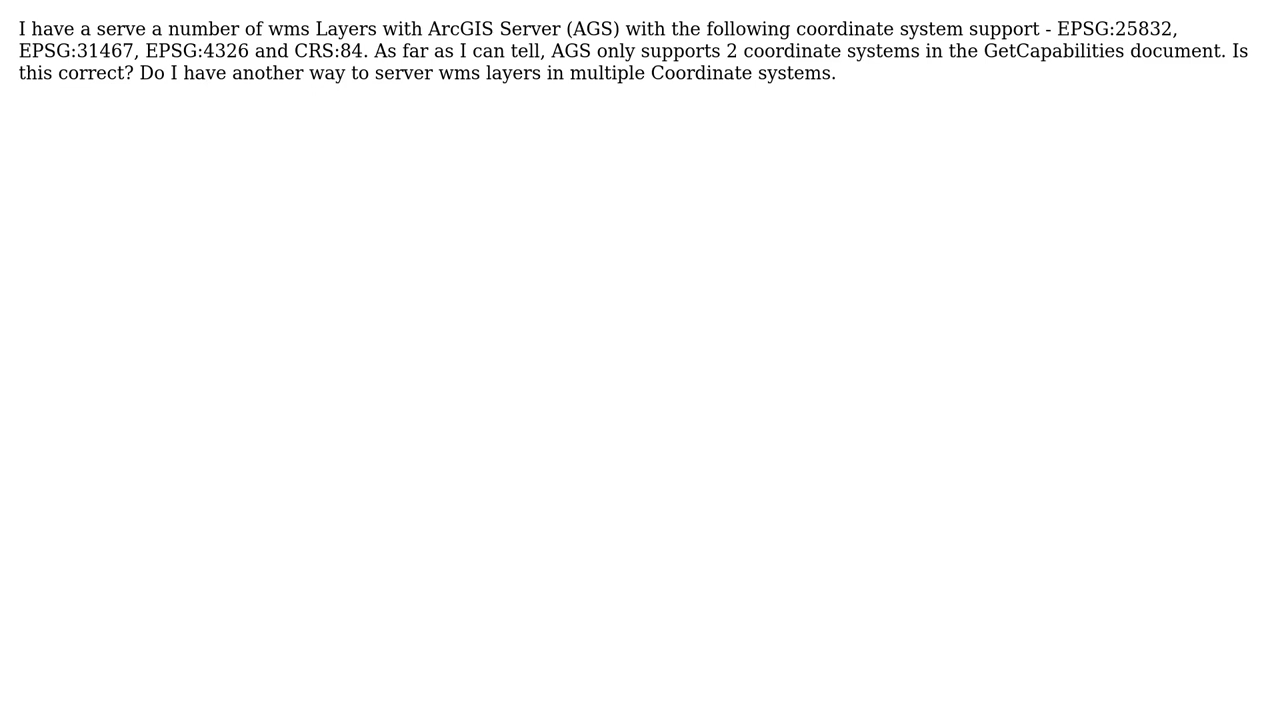 I have a serve a number of wms Layers with ArcGIS Server (AGS) with the following coordinate system support - EPSG:25832,
EPSG:31467, EPSG:4326 and CRS:84. As far as I can tell, AGS only supports 2 coordinate systems in the GetCapabilities document. Is
this correct? Do I have another way to server wms layers in multiple Coordinate systems.